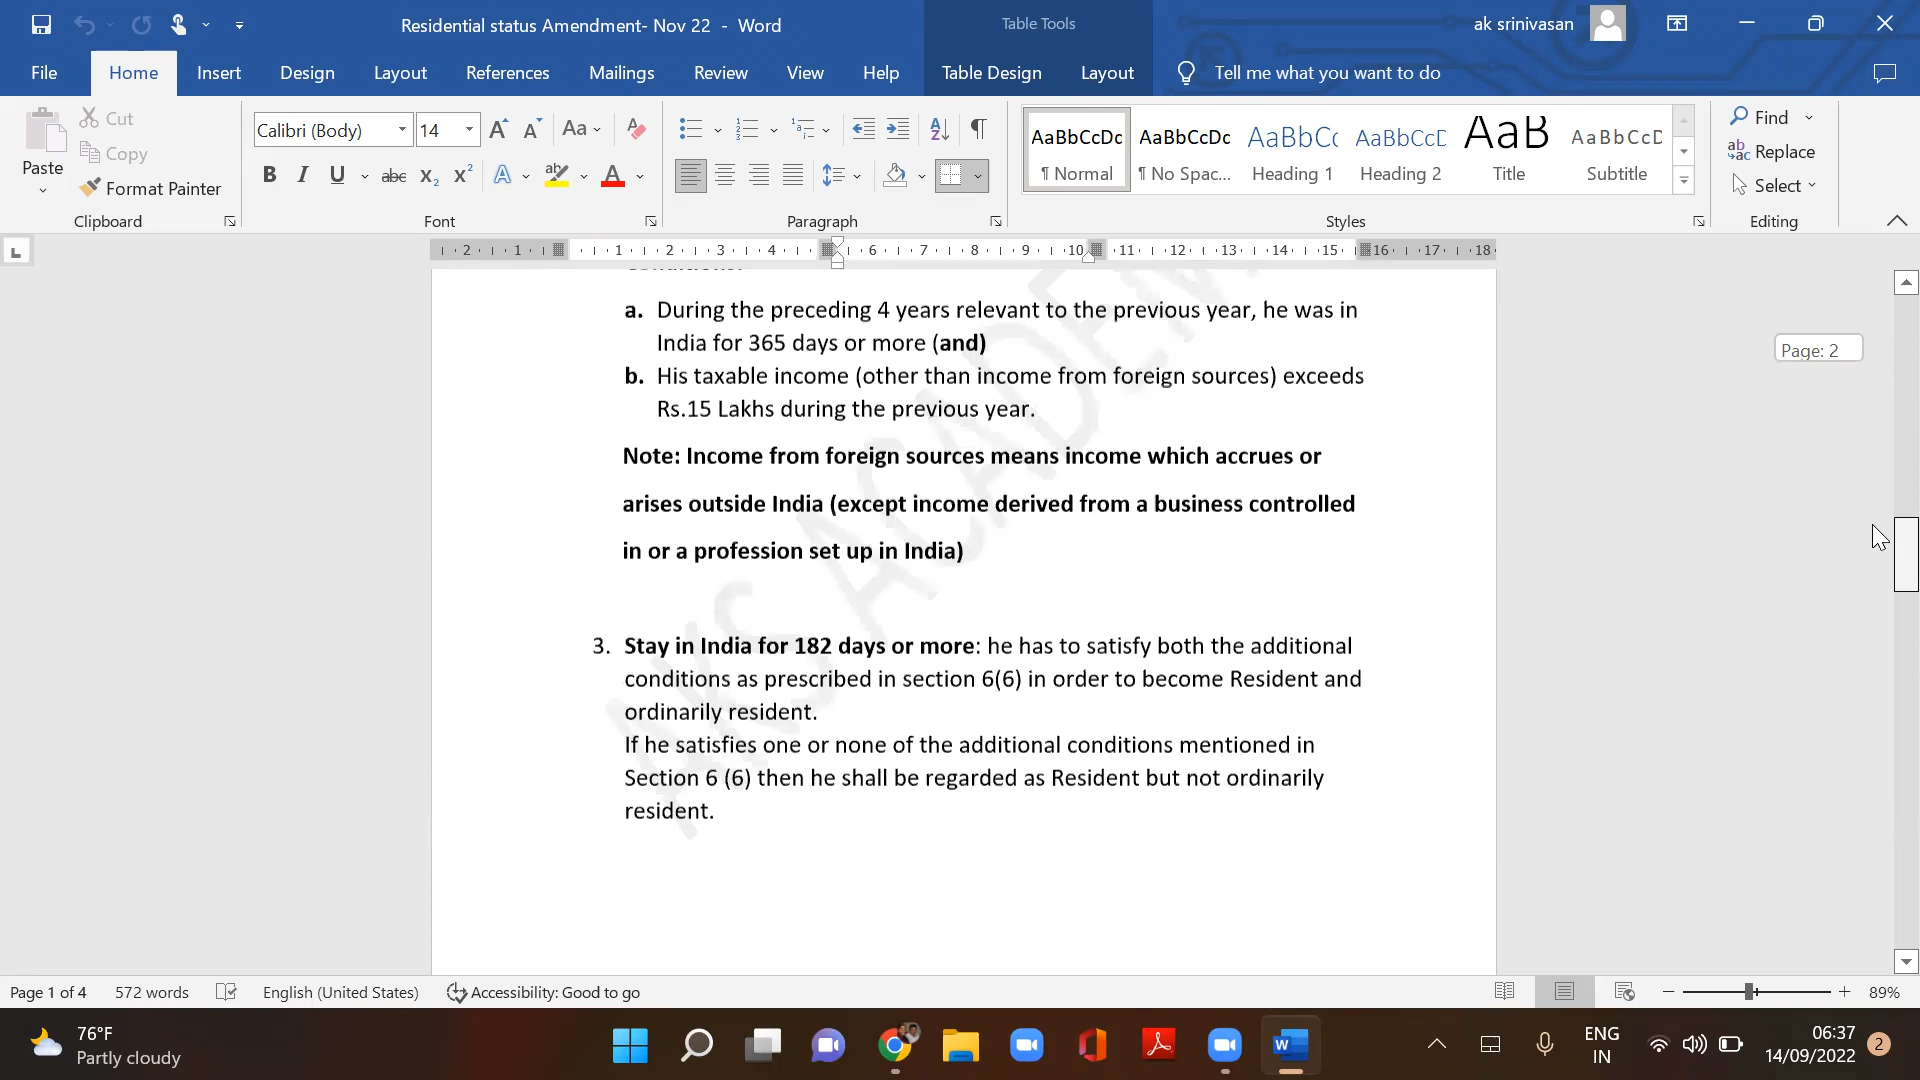 Residential status Amendment- Nov 22 - Word
Table Tools
ak srinivasan
File
Home
Insert
Design
Layout
References
Mailings
Review
View
Help
Table Design
Layout
Tell me what you want to do
Paste
Cut
Copy
Format Painter
Clipboard
Calibri (Body)
14
Font
Paragraph
AaBbCcDc
¶ Normal
AaBbCcDc
¶ No Spac...
AaBbCc
Heading 1
AaBbCcD
Heading 2
AaB
Title
AaBbCcD
Subtitle
Styles
Find
Replace
Select
Editing
a. During the preceding 4 years relevant to the previous year, he was in
India for 365 days or more (and)
b. His taxable income (other than income from foreign sources) exceeds
Rs.15 Lakhs during the previous year.
Note: Income from foreign sources means income which accrues or
arises outside India (except income derived from a business controlled
in or a profession set up in India)
3. Stay in India for 182 days or more: he has to satisfy both the additional
conditions as prescribed in section 6(6) in order to become Resident and
ordinarily resident.
If he satisfies one or none of the additional conditions mentioned in
Section 6 (6) then he shall be regarded as Resident but not ordinarily
resident.
AKS ACADEM
Page: 2
Page 1 of 4
572 words
English (United States)
Accessibility: Good to go
89%
76°F
Partly cloudy
ENG
IN
06:37
14/09/2022
2